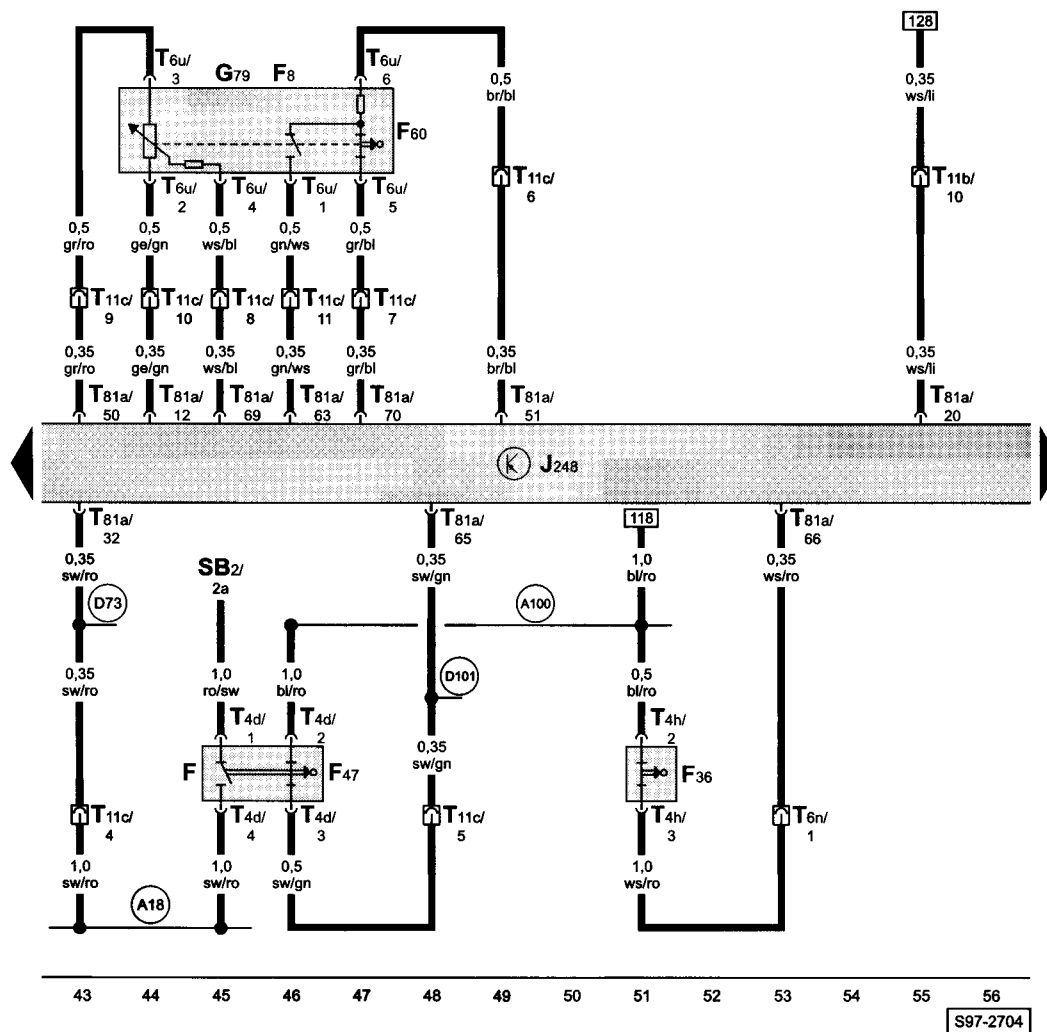 128
T6u/ 3
G79 F8
T6u/ 6
0,5 br/bl
0,35 ws/li
F60
T6u/ 2
T6u/ 4
T6u/ 1
T6u/ 5
T11c/ 6
T11b/ 10
0,5 gr/ro
0,5 ge/gn
0,5 ws/bl
0,5 gn/ws
0,5 gr/bl
T11c/ 9
T11c/ 10
T11c/ 8
T11c/ 11
T11c/ 7
0,35 gr/ro
0,35 ge/gn
0,35 ws/bl
0,35 gn/ws
0,35 gr/bl
0,35 br/bl
0,35 ws/li
T81a/ 50
T81a/ 12
T81a/ 69
T81a/ 63
T81a/ 70
T81a/ 51
T81a/ 20
J248
T81a/ 32
T81a/ 65
118
T81a/ 66
0,35 sw/ro
SB2/ 2a
0,35 sw/gn
1,0 bl/ro
0,35 ws/ro
D73
A100
0,35 sw/ro
1,0 ro/sw
1,0 bl/ro
D101
0,5 bl/ro
T4d/ 1
T4d/ 2
0,35 sw/gn
T4h/ 2
F
F47
F36
T11c/ 4
T4d/ 4
T4d/ 3
T11c/ 5
T4h/ 3
T6n/ 1
1,0 sw/ro
1,0 sw/ro
0,5 sw/gn
1,0 ws/ro
A18
43 44 45 46 47 48 49 50 51 52 53 54 55 56
S97-2704